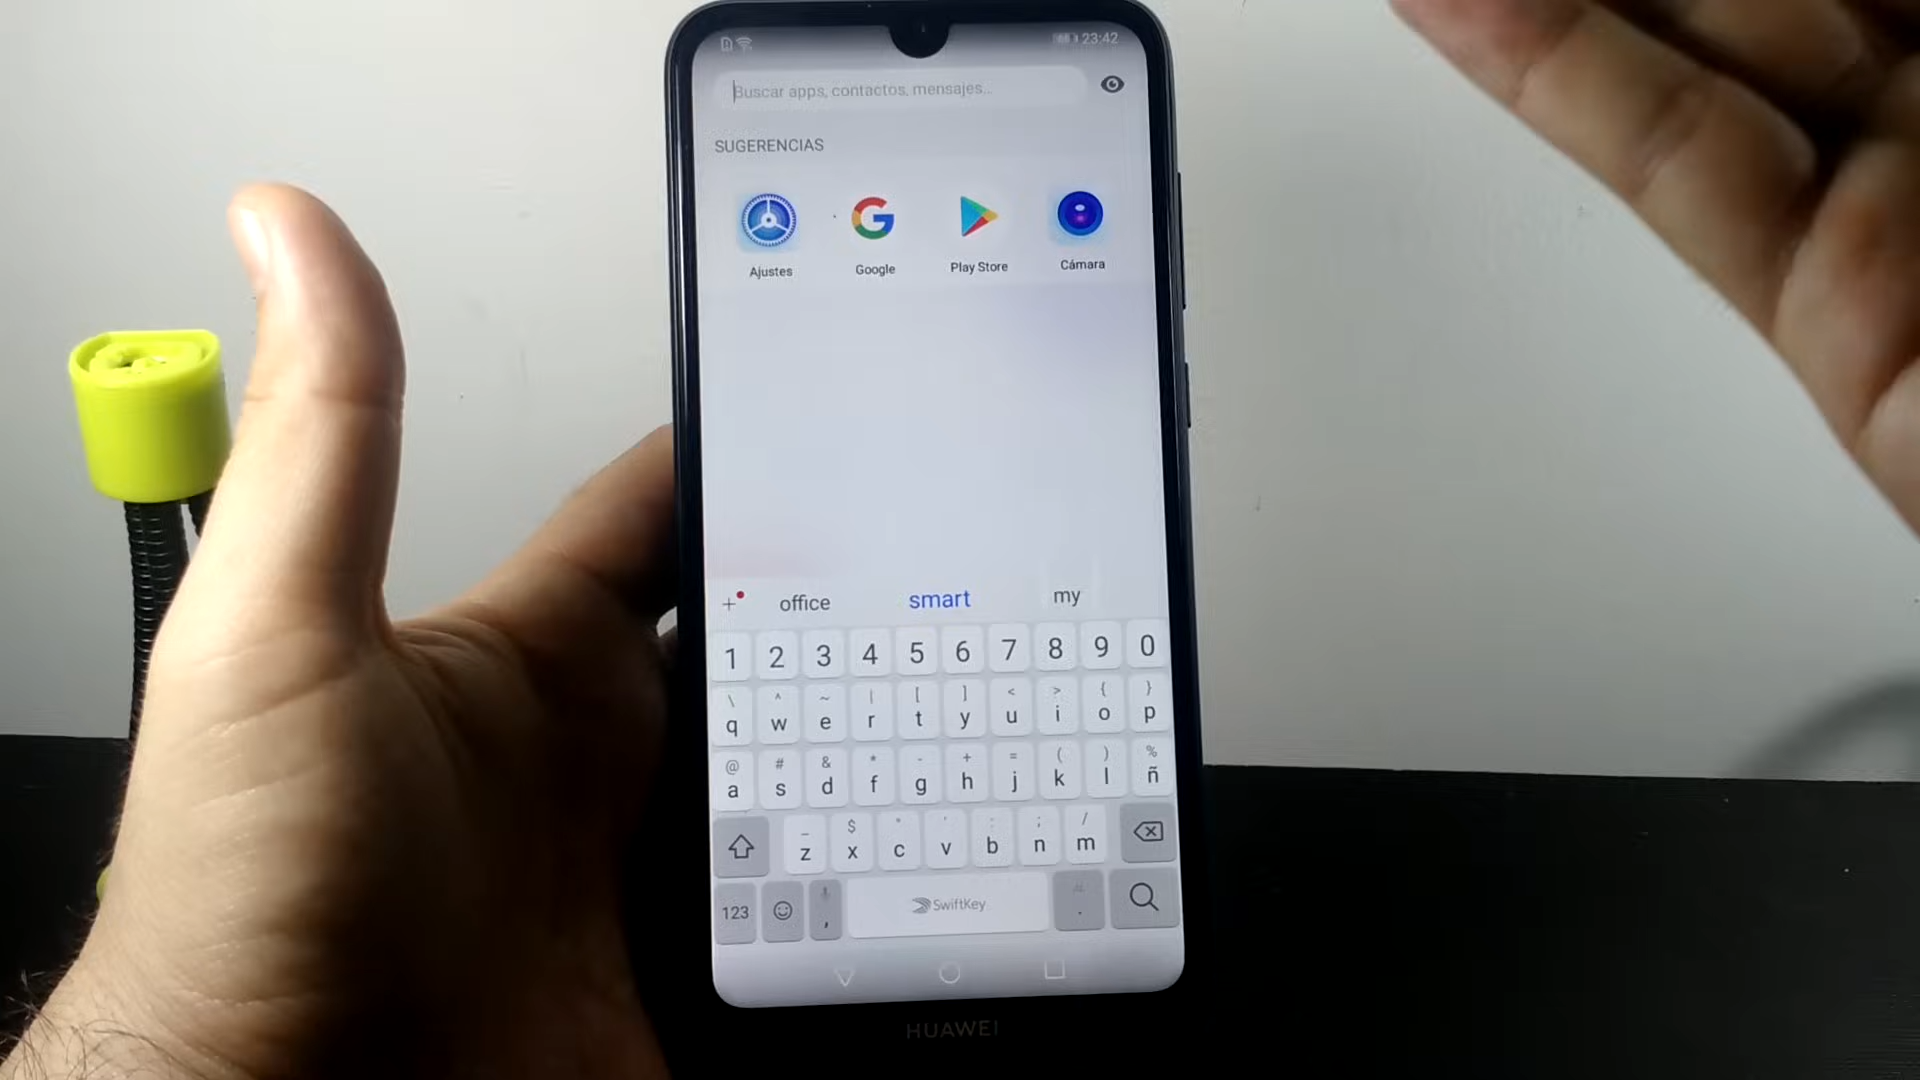 23:42
Buscar apps, contactos, mensajes...
SUGERENCIAS
Ajustes Google Play Store Cámara
+ office smart my
1 2 3 4 5 6 7 8 9 0
\ ^ ~ | [ ] < > { }
q w e r t y u i o p
@ # & * - + = ( ) %
a s d f g h j k l ñ
_ $ " ' : ; /
z x c v b n m
123 , SwiftKey .
HUAWEI